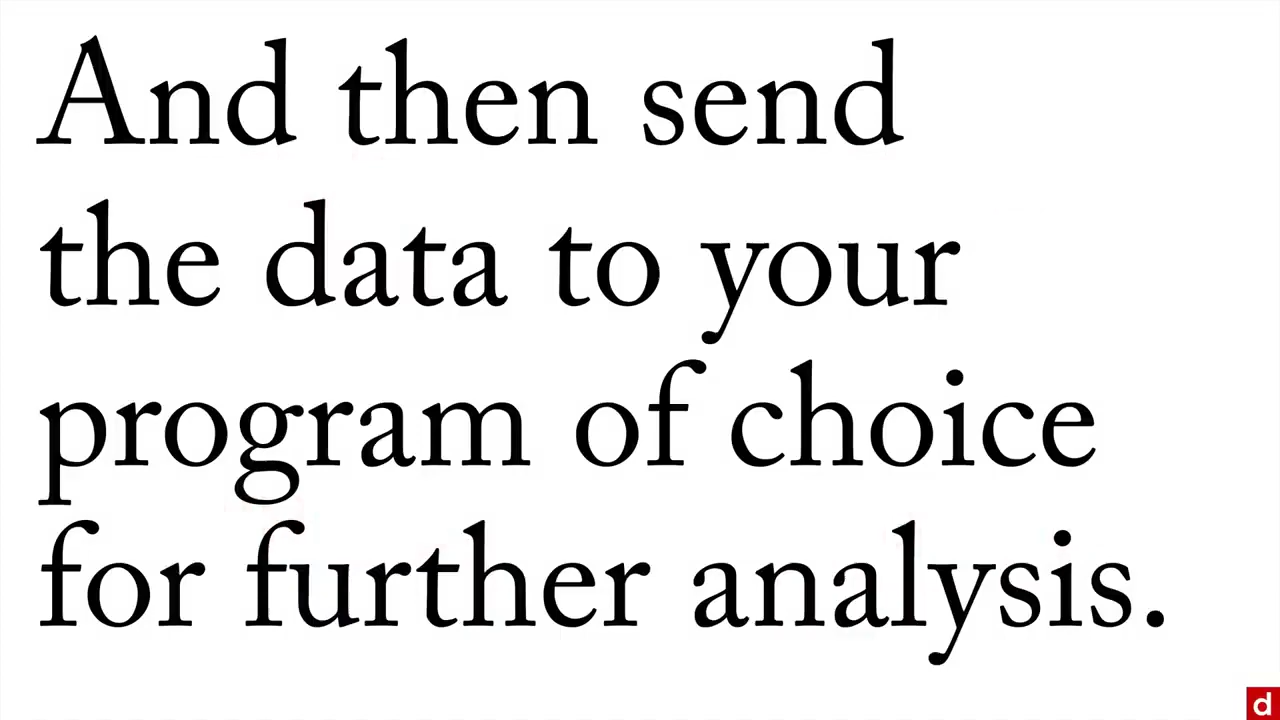 And then send
the data to your
program of choice
for further analysis.
d